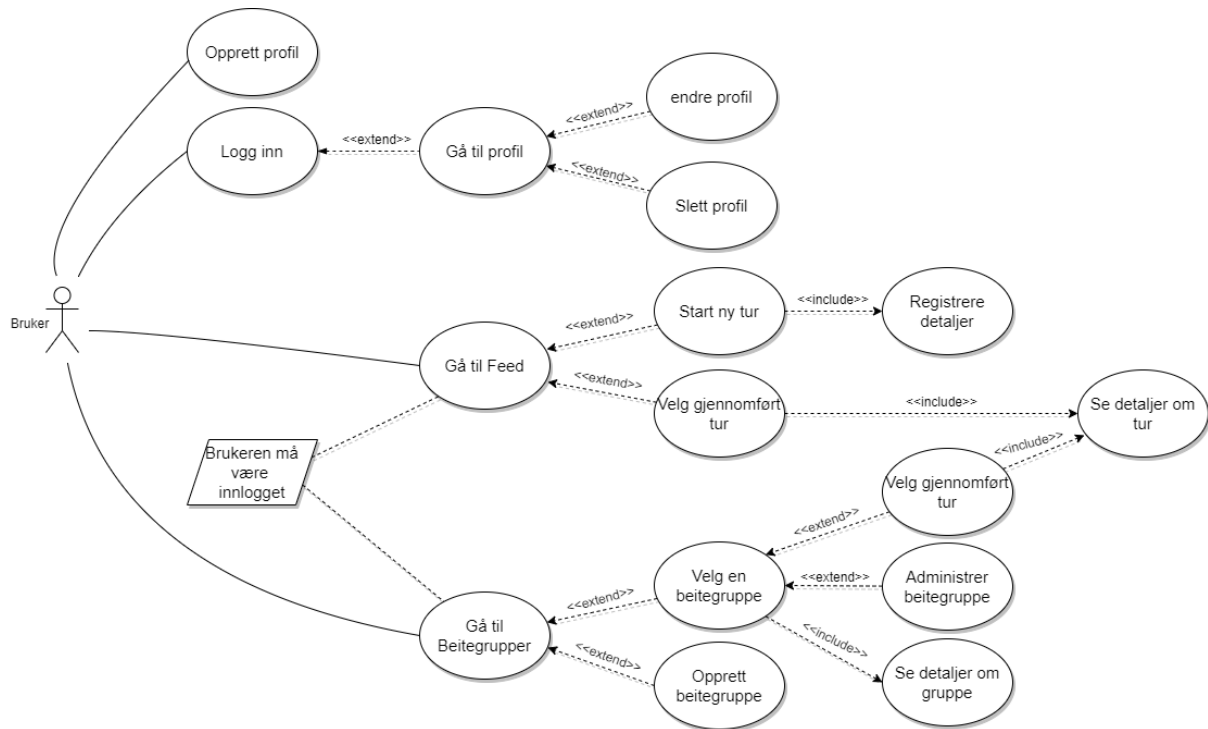 Opprett profil
Logg inn
<<extend>>
Gå til profil
<<extend>>
endre profil
<<extend>>
Slett profil
Bruker
Gå til Feed
<<extend>>
Start ny tur
<<include>>
Registrere
detaljer
<<extend>>
Velg gjennomført
tur
<<include>>
Se detaljer om
tur
Brukeren må
være
innlogget
<<include>>
Velg gjennomført
tur
<<extend>>
Gå til
Beitegrupper
<<extend>>
Velg en
beitegruppe
<<extend>>
Administrer
beitegruppe
<<include>>
Se detaljer om
gruppe
<<extend>>
Opprett
beitegruppe